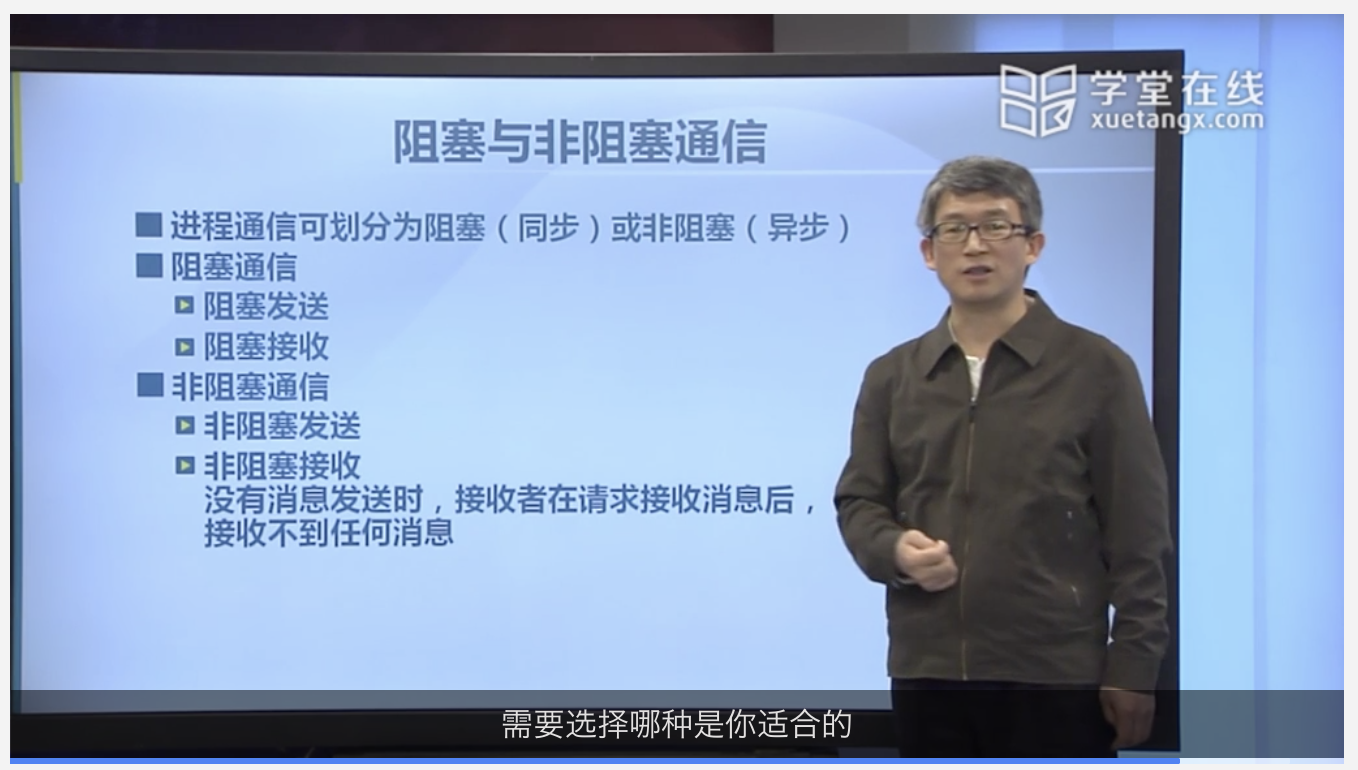 学堂在线
xuetangx.com
阻塞与非阻塞通信
进程通信可划分为阻塞（同步）或非阻塞（异步）
阻塞通信
阻塞发送
阻塞接收
非阻塞通信
非阻塞发送
非阻塞接收
没有消息发送时，接收者在请求接收消息后，
接收不到任何消息
需要选择哪种是你适合的